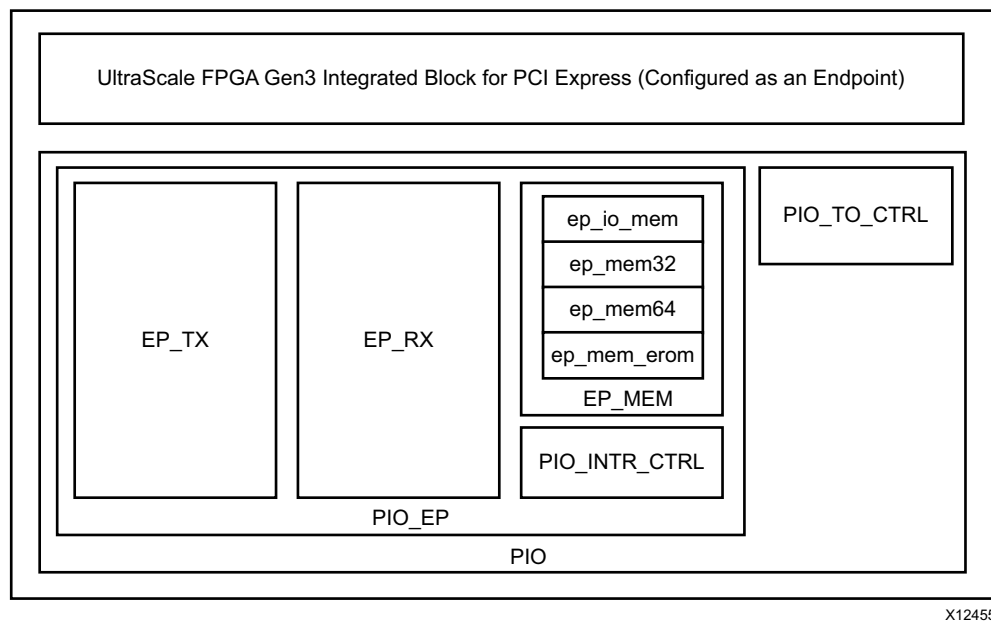 UltraScale FPGA Gen3 Integrated Block for PCI Express (Configured as an Endpoint)
EP_TX
EP_RX
ep_io_mem
ep_mem32
ep_mem64
ep_mem_erom
EP_MEM
PIO_INTR_CTRL
PIO_TO_CTRL
PIO_EP
PIO
X12455